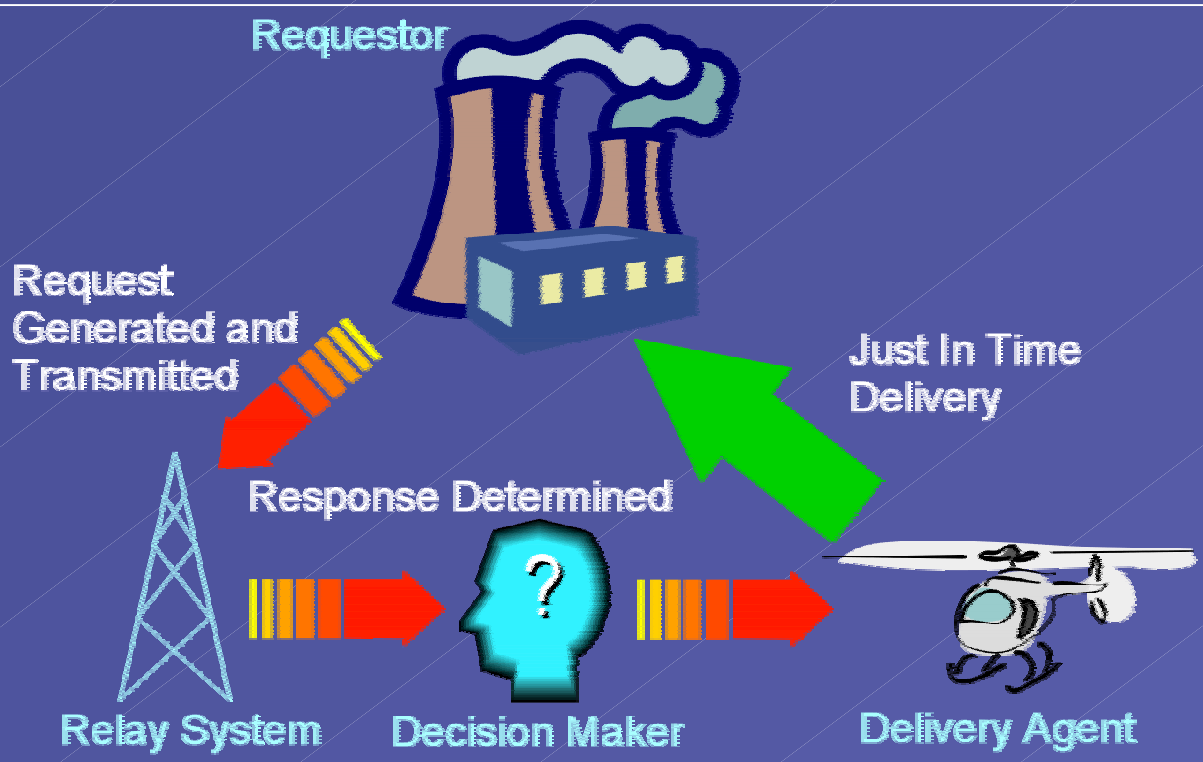 Requestor
Request
Generated and
Transmitted
Just In Time
Delivery
Response Determined
?
Relay System
Decision Maker
Delivery Agent